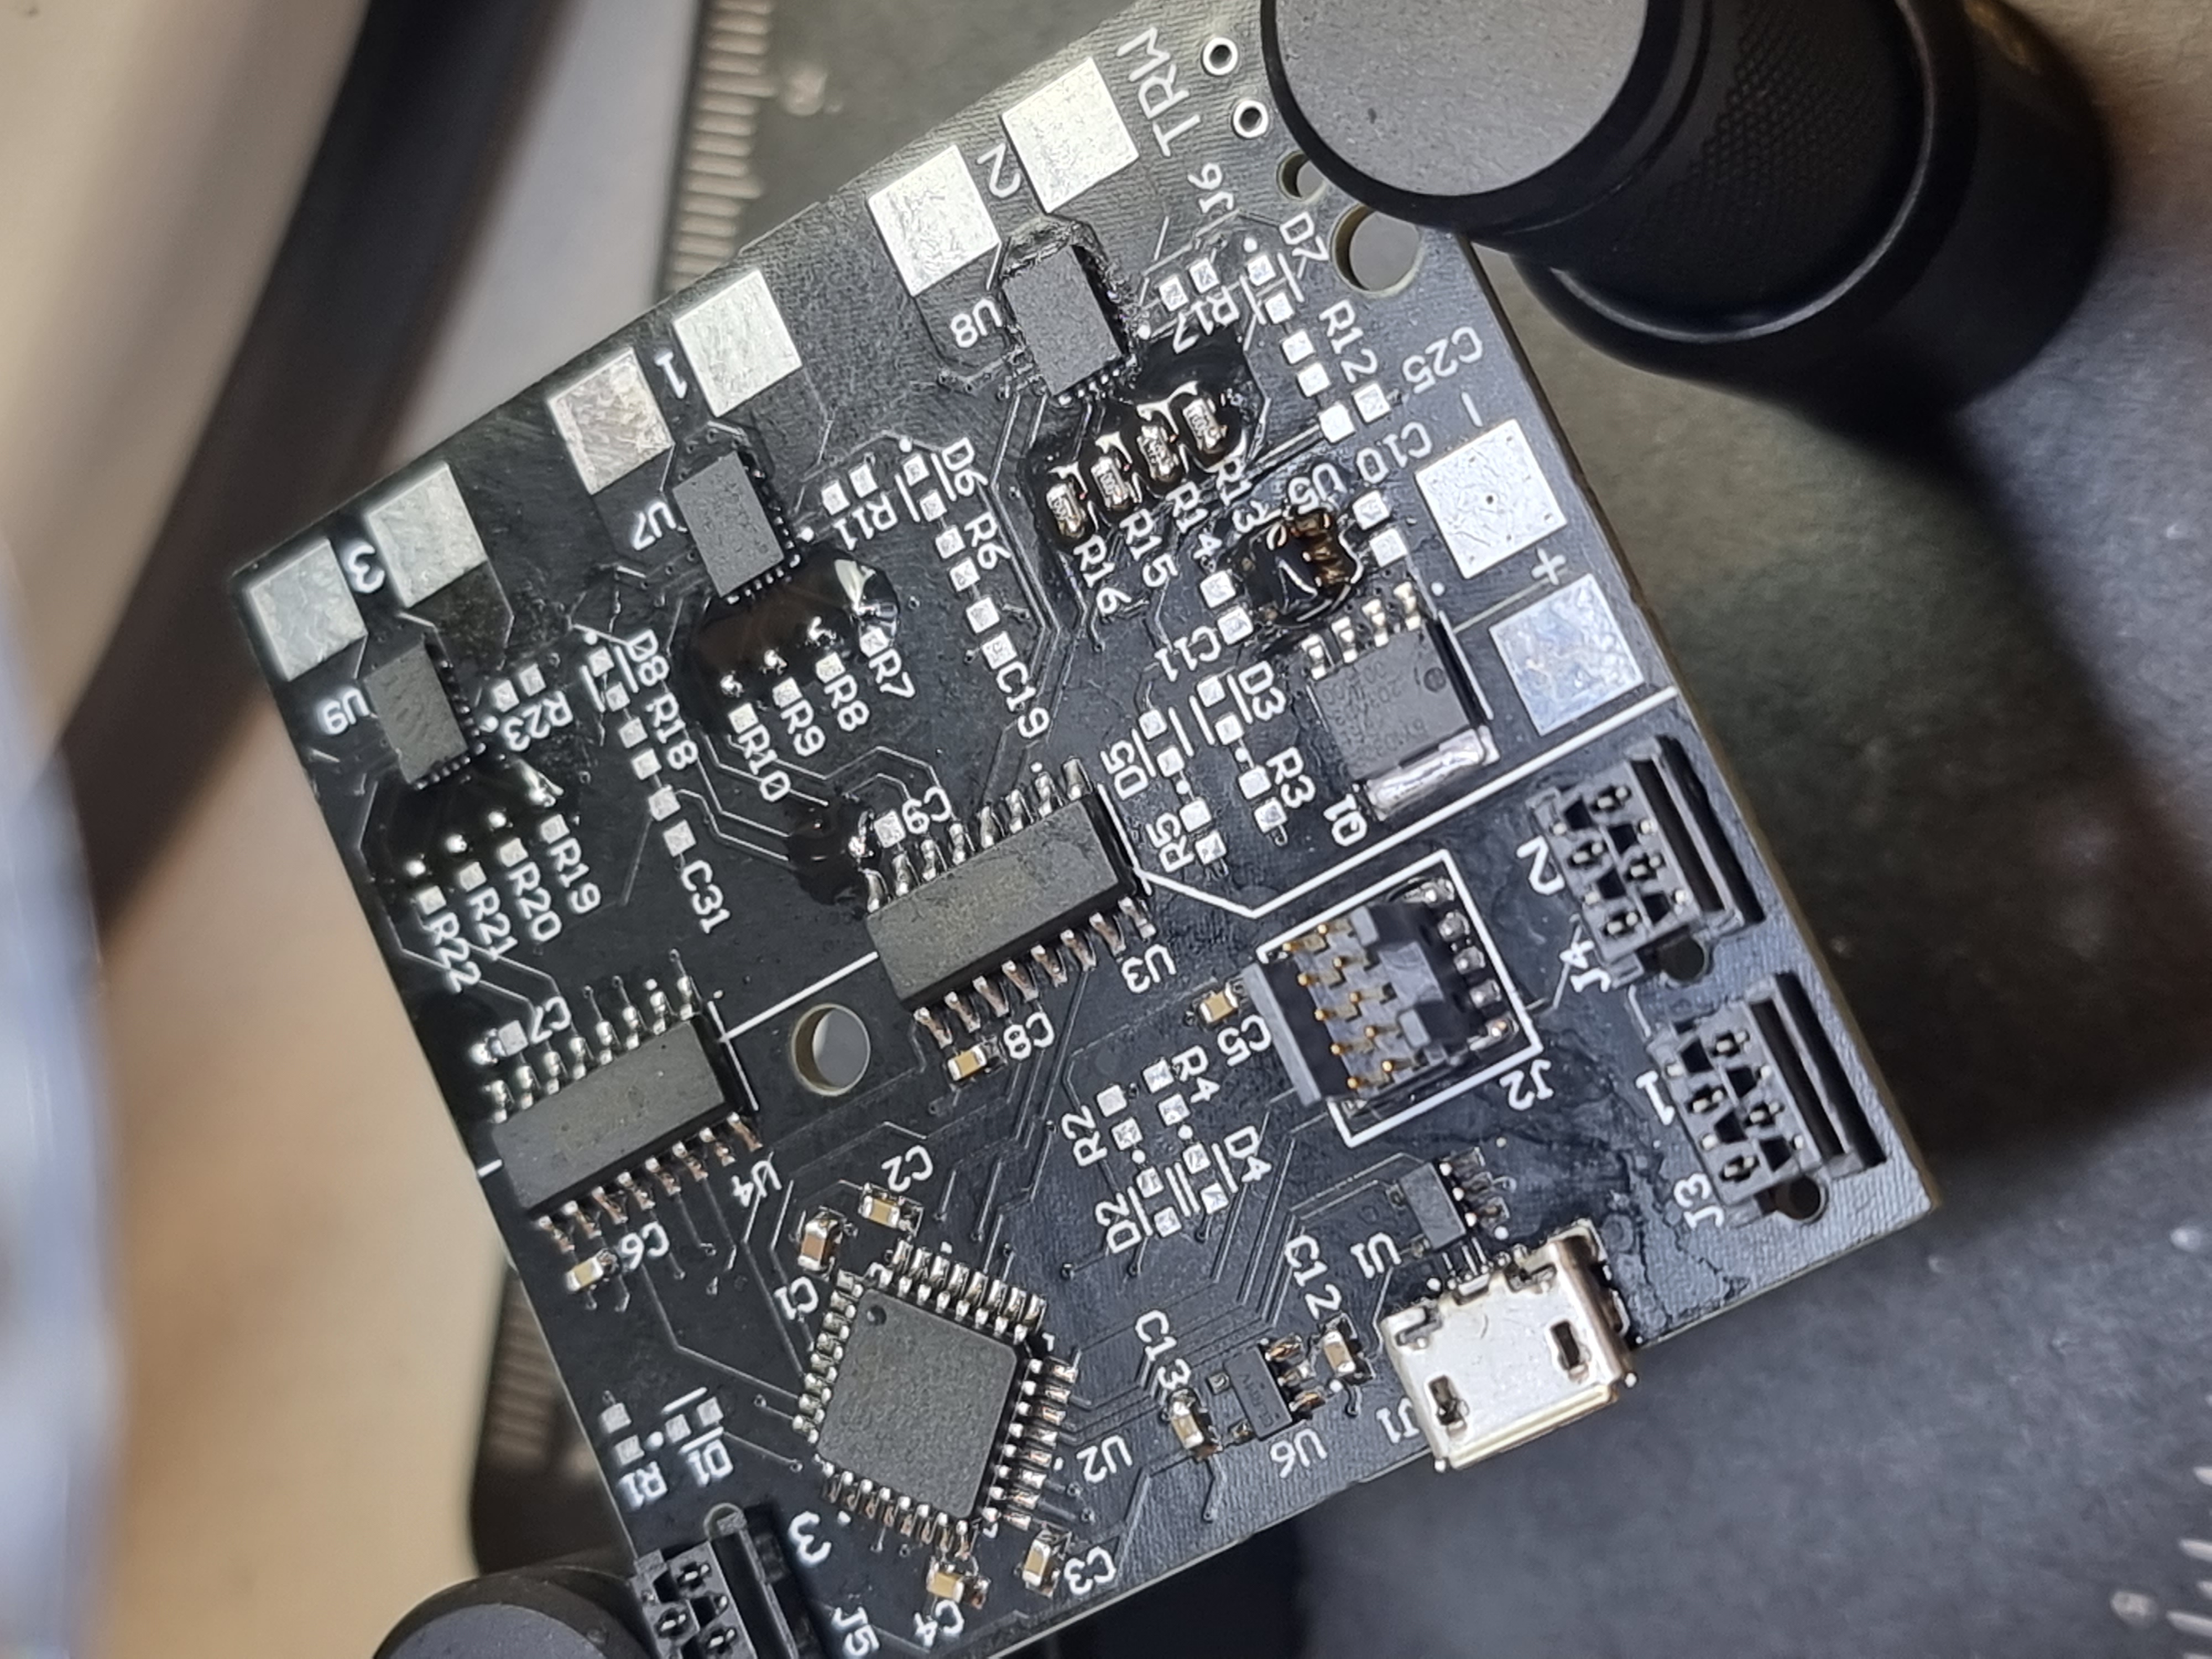 U9
3
R22
R21
R20
R19
R23
C7
C6
R1
D1
U4
D8
R18
C31
U7
1
R10
R9
R8
R7
R11
C9
J5
3
C1
C2
C4
C3
U2
C8
U3
D6
R6
C19
U8
2
R16
R15
R14
R13
R17
TRW
J6
D7
R12
C25
C10
U5
C11
D5
R5
D3
R3
Q1
D2
R2
R4
D4
C5
C13
U6
C12
U1
J1
J2
+
-
J4
2
J3
1